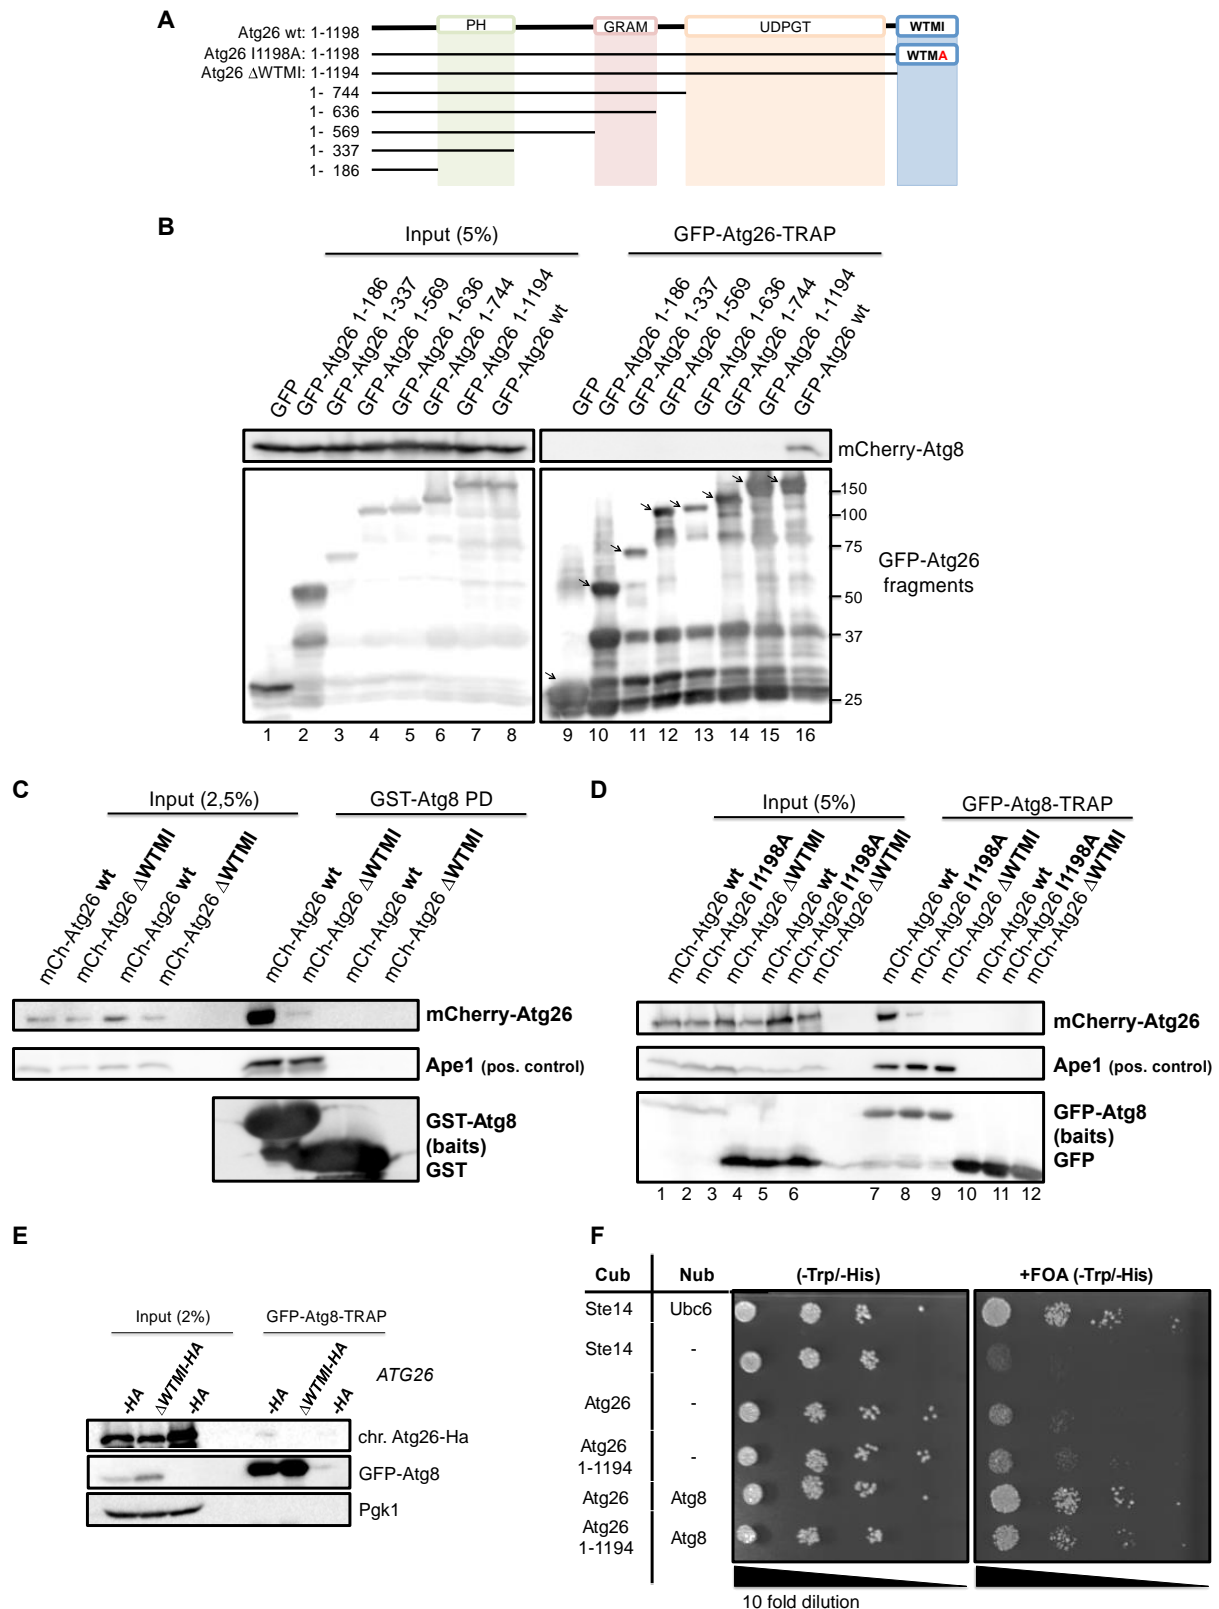 A
Atg26 wt: 1-1198
PH
GRAM
UDPGT
WTMI
Atg26 I1198A: 1-1198
WTMA
Atg26 ΔWTMI: 1-1194
1- 744
1- 636
1- 569
1- 337
1- 186
B
Input (5%)
GFP-Atg26-TRAP
GFP
GFP-Atg26 1-186
GFP-Atg26 1-337
GFP-Atg26 1-569
GFP-Atg26 1-636
GFP-Atg26 1-744
GFP-Atg26 1-1194
GFP-Atg26 wt
GFP
GFP-Atg26 1-186
GFP-Atg26 1-337
GFP-Atg26 1-569
GFP-Atg26 1-636
GFP-Atg26 1-744
GFP-Atg26 1-1194
GFP-Atg26 wt
mCherry-Atg8
150
100
75
50
37
25
GFP-Atg26
fragments
1 2 3 4 5 6 7 8 9 10 11 12 13 14 15 16
C
Input (2,5%)
GST-Atg8 PD
mCh-Atg26 wt
mCh-Atg26 ΔWTMI
mCh-Atg26 wt
mCh-Atg26 ΔWTMI
mCh-Atg26 wt
mCh-Atg26 ΔWTMI
mCh-Atg26 wt
mCh-Atg26 ΔWTMI
mCherry-Atg26
Ape1 (pos. control)
GST-Atg8
(baits)
GST
D
Input (5%)
GFP-Atg8-TRAP
mCh-Atg26 wt
mCh-Atg26 I1198A
mCh-Atg26 ΔWTMI
mCh-Atg26 wt
mCh-Atg26 I1198A
mCh-Atg26 ΔWTMI
mCh-Atg26 wt
mCh-Atg26 I1198A
mCh-Atg26 ΔWTMI
mCh-Atg26 wt
mCh-Atg26 I1198A
mCh-Atg26 ΔWTMI
mCherry-Atg26
Ape1 (pos. control)
GFP-Atg8
(baits)
GFP
1 2 3 4 5 6 7 8 9 10 11 12
E
Input (2%)
GFP-Atg8-TRAP
-HA
ΔWTMI-HA
-HA
-HA
ΔWTMI-HA
-HA
ATG26
chr. Atg26-Ha
GFP-Atg8
Pgk1
F
Cub Nub (-Trp/-His) +FOA (-Trp/-His)
Ste14 Ubc6
Ste14 -
Atg26 -
Atg26
1-1194 -
Atg26 Atg8
Atg26
1-1194 Atg8
10 fold dilution